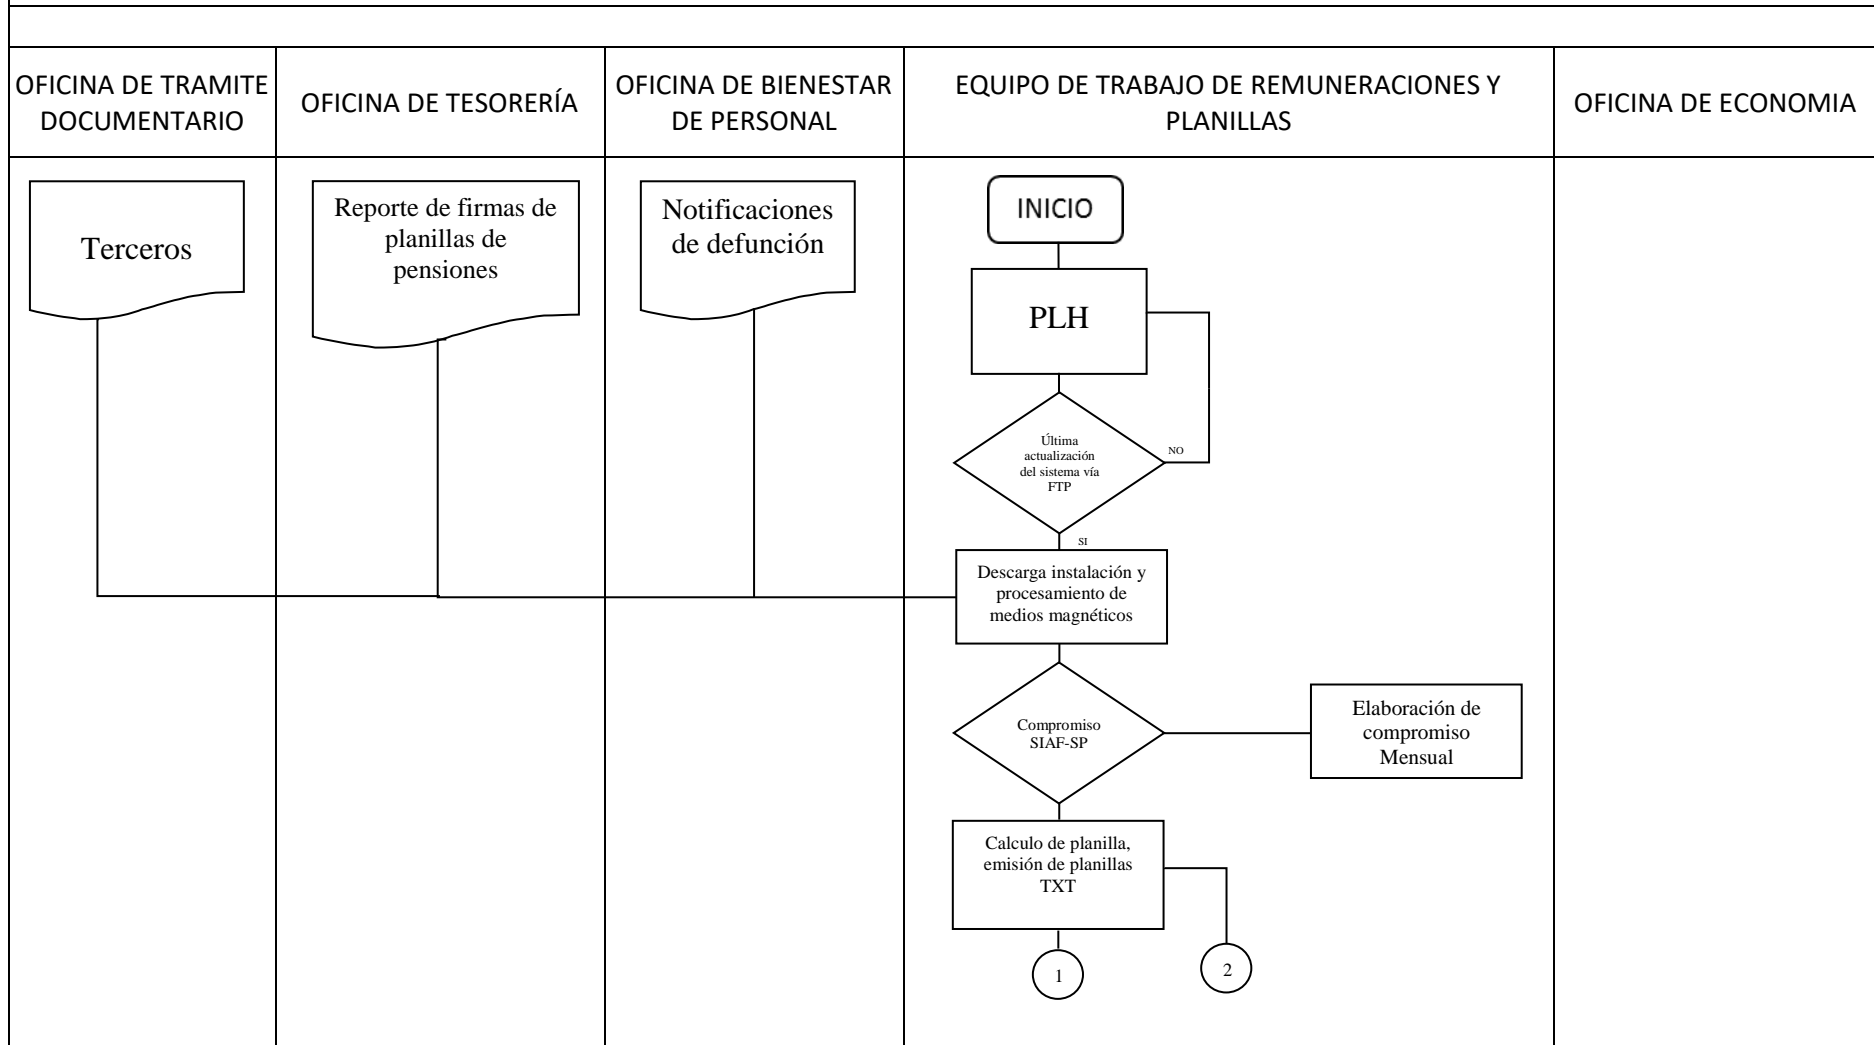 OFICINA DE TRAMITE
DOCUMENTARIO
OFICINA DE TESORERÍA
OFICINA DE BIENESTAR
DE PERSONAL
EQUIPO DE TRABAJO DE REMUNERACIONES Y
PLANILLAS
OFICINA DE ECONOMIA
Terceros
Reporte de firmas de
planillas de
pensiones
Notificaciones
de defunción
INICIO
PLH
Última
actualización
del sistema vía
FTP
NO
SI
Descarga instalación y
procesamiento de
medios magnéticos
Compromiso
SIAF-SP
Elaboración de
compromiso
Mensual
Calculo de planilla,
emisión de planillas
TXT
1
2